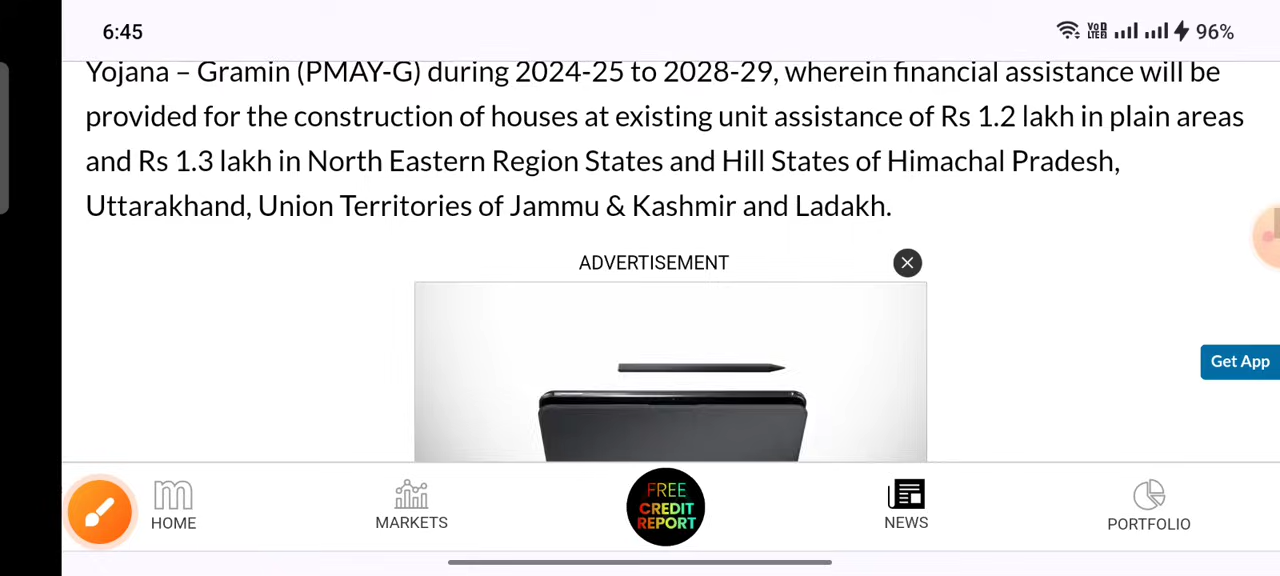 6:45
VoD LTEB 96%
Yojana – Gramin (PMAY-G) during 2024-25 to 2028-29, wherein financial assistance will be
provided for the construction of houses at existing unit assistance of Rs 1.2 lakh in plain areas
and Rs 1.3 lakh in North Eastern Region States and Hill States of Himachal Pradesh,
Uttarakhand, Union Territories of Jammu & Kashmir and Ladakh.
ADVERTISEMENT
Get App
HOME
MARKETS
FREE
CREDIT
REPORT
NEWS
PORTFOLIO